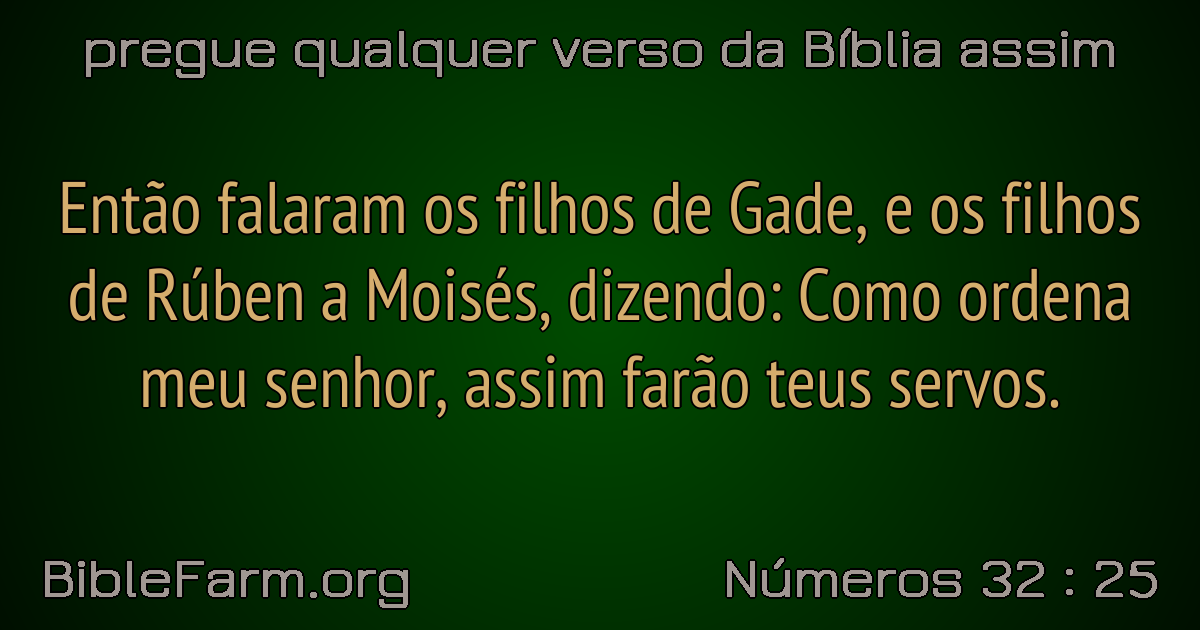 pregue qualquer verso da Bíblia assim
Então falaram os filhos de Gade, e os filhos
de Rúben a Moisés, dizendo: Como ordena
meu senhor, assim farão teus servos.
BibleFarm.org
Números 32 : 25